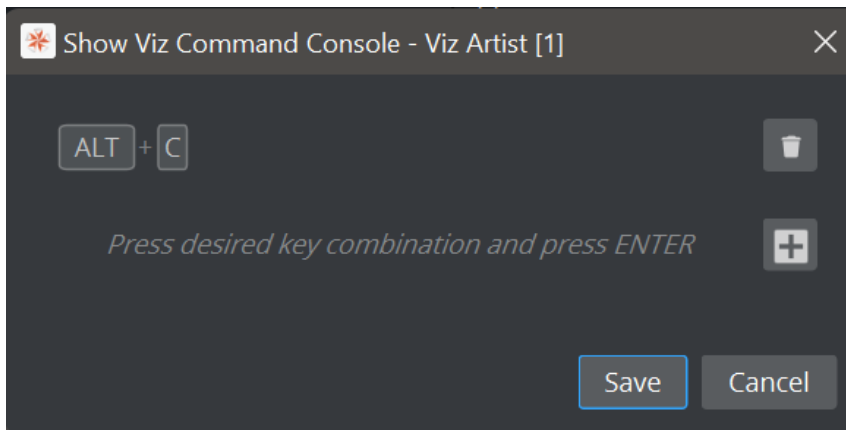 Show Viz Command Console - Viz Artist [1]
ALT + C
Press desired key combination and press ENTER
Save Cancel